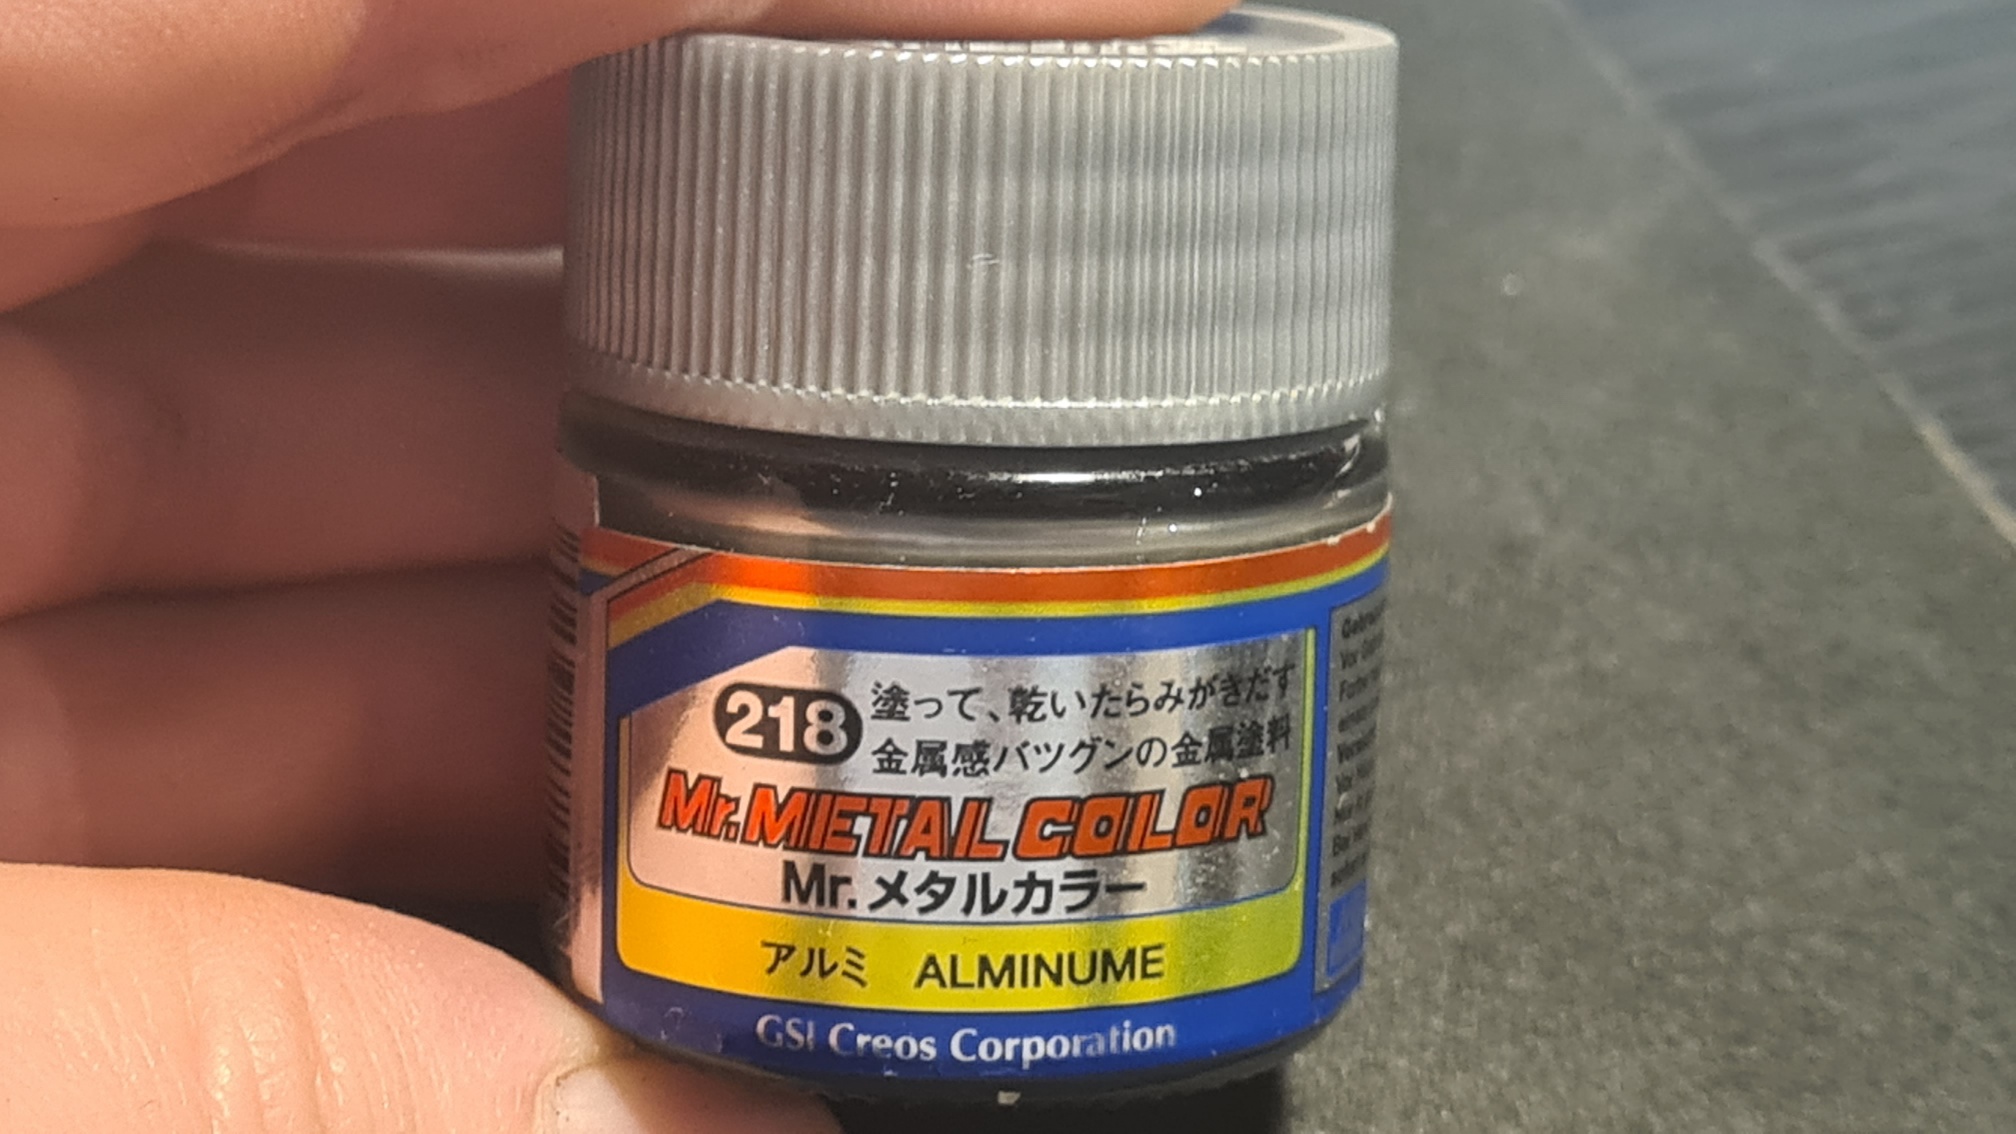 218
塗って、乾いたらみがきだす
金属感バツグンの金属塗料
Mr.METAL COLOR
Mr.メタルカラー
アルミ ALMINUME
GSI Creos Corporation